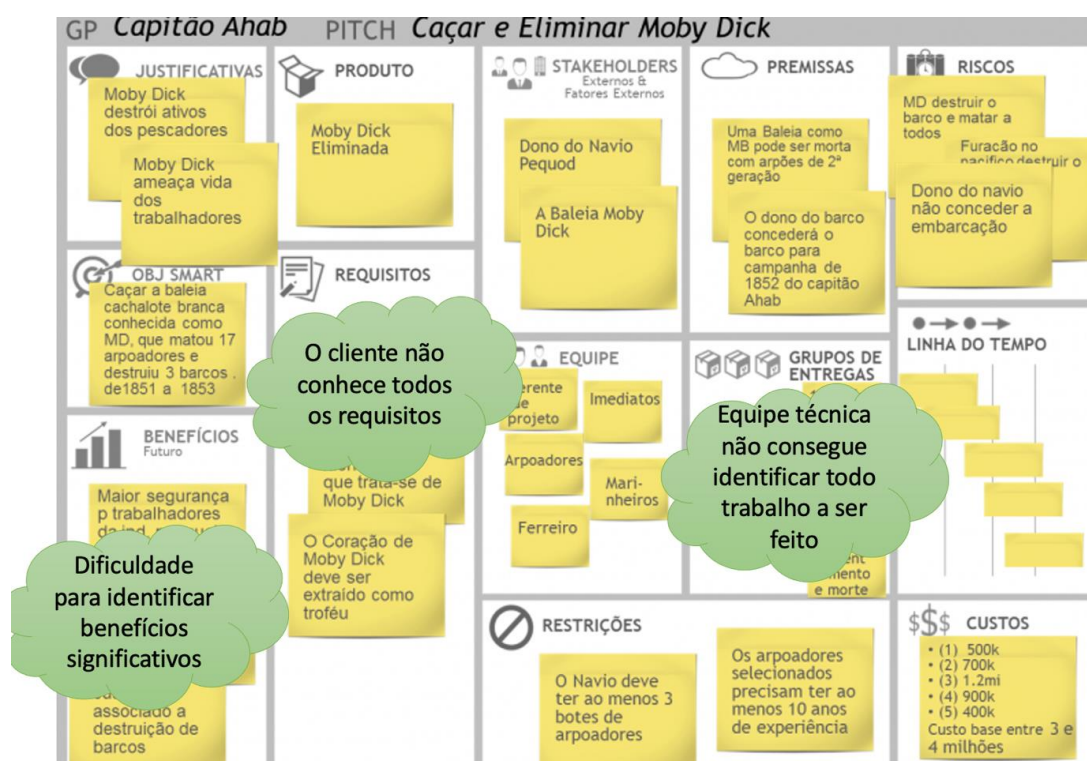 GP Capitão Ahab
PITCH Caçar e Eliminar Moby Dick
JUSTIFICATIVAS
Moby Dick
destrói ativos
dos pescadores
Moby Dick
ameaça vida
dos
trabalhadores
PRODUTO
Moby Dick
Eliminada
STAKEHOLDERS
Externos &
Fatores Externos
Dono do Navio
Pequod
A Baleia Moby
Dick
PREMISSAS
Uma Baleia como
MB pode ser morta
com arpões de 2ª
geração
O dono do barco
concederá o
barco para
campanha de
1852 do capitão
Ahab
RISCOS
MD destruir o
barco e matar a
todos
Furacão no
pacifico destruir o
Dono do navio
não conceder a
embarcação
OBJ SMART
Caçar a baleia
cachalote branca
conhecida como
MD, que matou 17
arpoadores e
destruiu 3 barcos .
de1851 a 1853
REQUISITOS
O cliente não
conhece todos
os requisitos
que trata-se de
Moby Dick
O Coração de
Moby Dick
deve ser
extraído como
troféu
EQUIPE
projeto
Imediatos
Arpoadores
Mari-
nheiros
Ferreiro
GRUPOS DE
ENTREGAS
Equipe técnica
não consegue
identificar todo
trabalho a ser
feito
e morte
LINHA DO TEMPO
BENEFÍCIOS
Futuro
Maior segurança
p trabalhadores
Dificuldade
para identificar
benefícios
significativos
associado a
destruição de
barcos
RESTRIÇÕES
O Navio deve
ter ao menos 3
botes de
arpoadores
Os arpoadores
selecionados
precisam ter ao
menos 10 anos
de experiência
$$$ CUSTOS
• (1) 500k
• (2) 700k
• (3) 1.2mi
• (4) 900k
• (5) 400k
Custo base entre 3 e
4 milhões